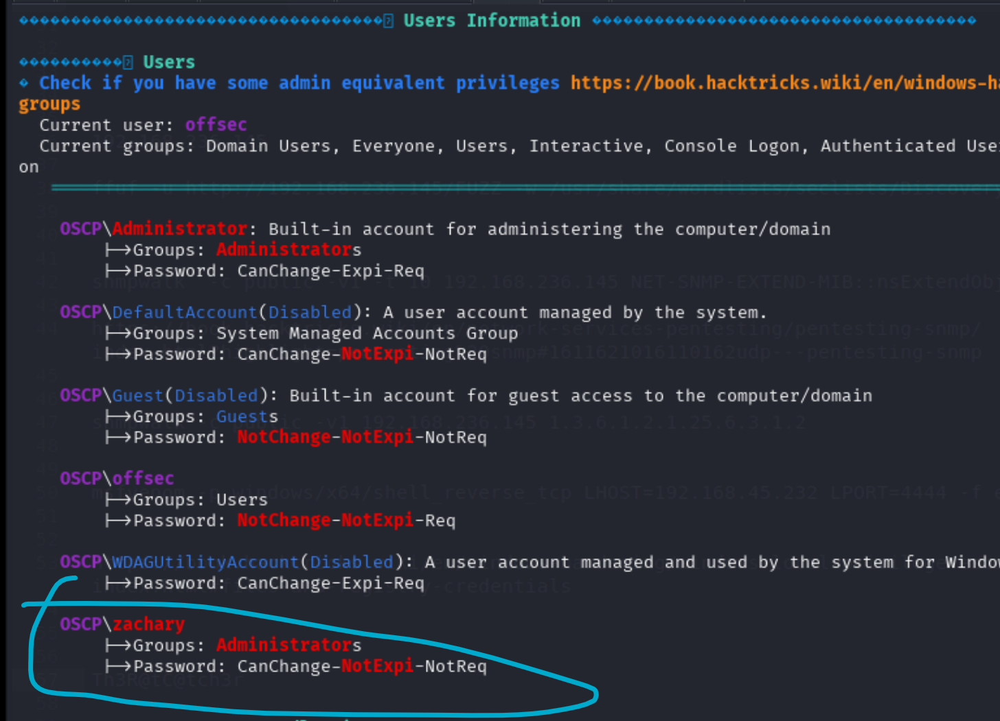 Users Information
Users
Check if you have some admin equivalent privileges https://book.hacktricks.wiki/en/windows-ha
groups
Current user: offsec
Current groups: Domain Users, Everyone, Users, Interactive, Console Logon, Authenticated Use
on
OSCP\Administrator: Built-in account for administering the computer/domain
|->Groups: Administrators
|->Password: CanChange-Expi-Req
OSCP\DefaultAccount(Disabled): A user account managed by the system.
|->Groups: System Managed Accounts Group
|->Password: CanChange-NotExpi-NotReq
OSCP\Guest(Disabled): Built-in account for guest access to the computer/domain
|->Groups: Guests
|->Password: NotChange-NotExpi-NotReq
OSCP\offsec
|->Groups: Users
|->Password: NotChange-NotExpi-Req
OSCP\WDAGUtilityAccount(Disabled): A user account managed and used by the system for Window
|->Password: CanChange-Expi-Req
OSCP\zachary
|->Groups: Administrators
|->Password: CanChange-NotExpi-NotReq